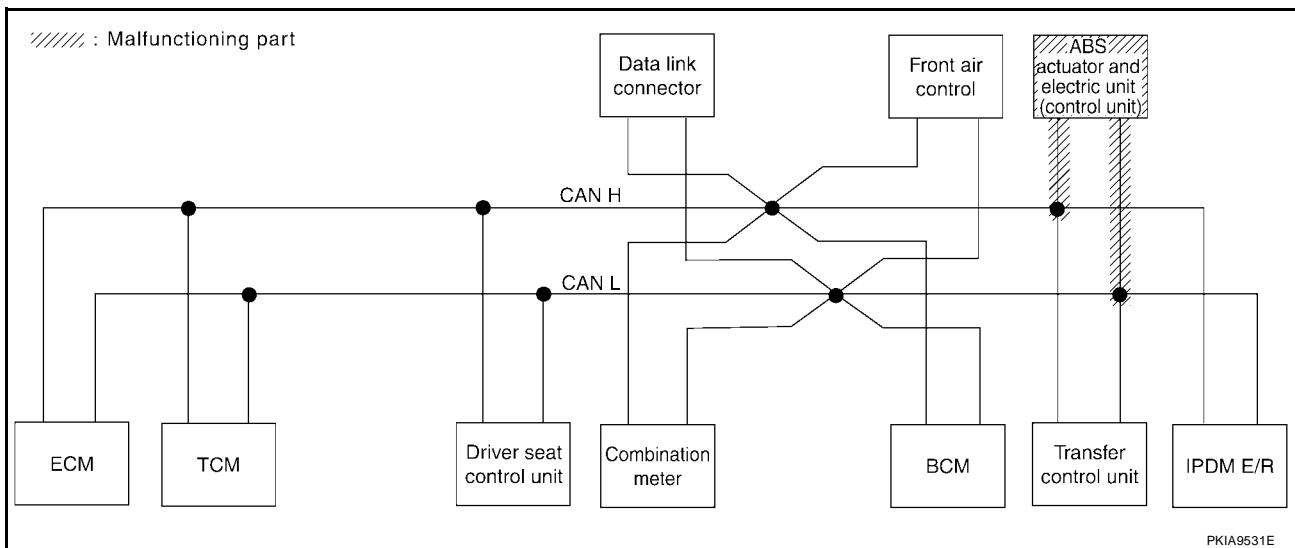 : Malfunctioning part
Data link
connector
Front air
control
ABS
actuator and
electric unit
(control unit)
CAN H
CAN L
ECM
TCM
Driver seat
control unit
Combination
meter
BCM
Transfer
control unit
IPDM E/R
PKIA9531E